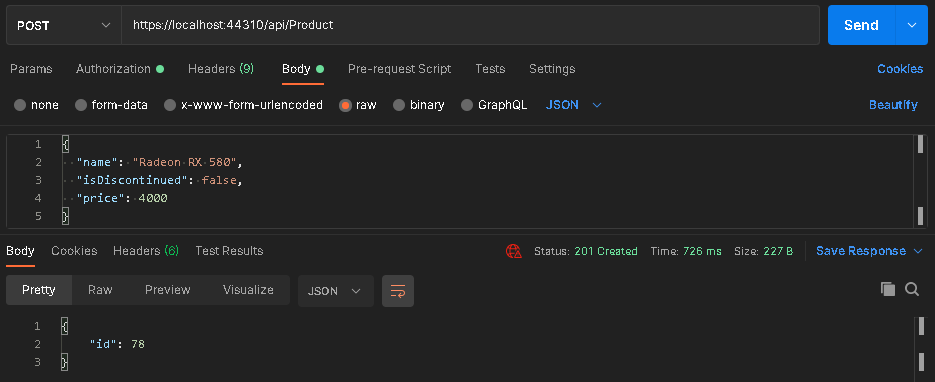 POST https://localhost:44310/api/Product Send
Params Authorization Headers (9) Body Pre-request Script Tests Settings Cookies
none form-data x-www-form-urlencoded raw binary GraphQL JSON Beautify
1 {
2 "name": "Radeon RX 580",
3 "isDiscontinued": false,
4 "price": 4000
5 }
Body Cookies Headers (6) Test Results Status: 201 Created Time: 726 ms Size: 227 B Save Response
Pretty Raw Preview Visualize JSON
1 {
2 "id": 78
3 }